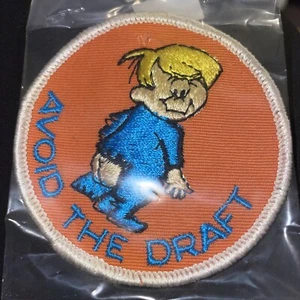 AVOID THE DRAFT